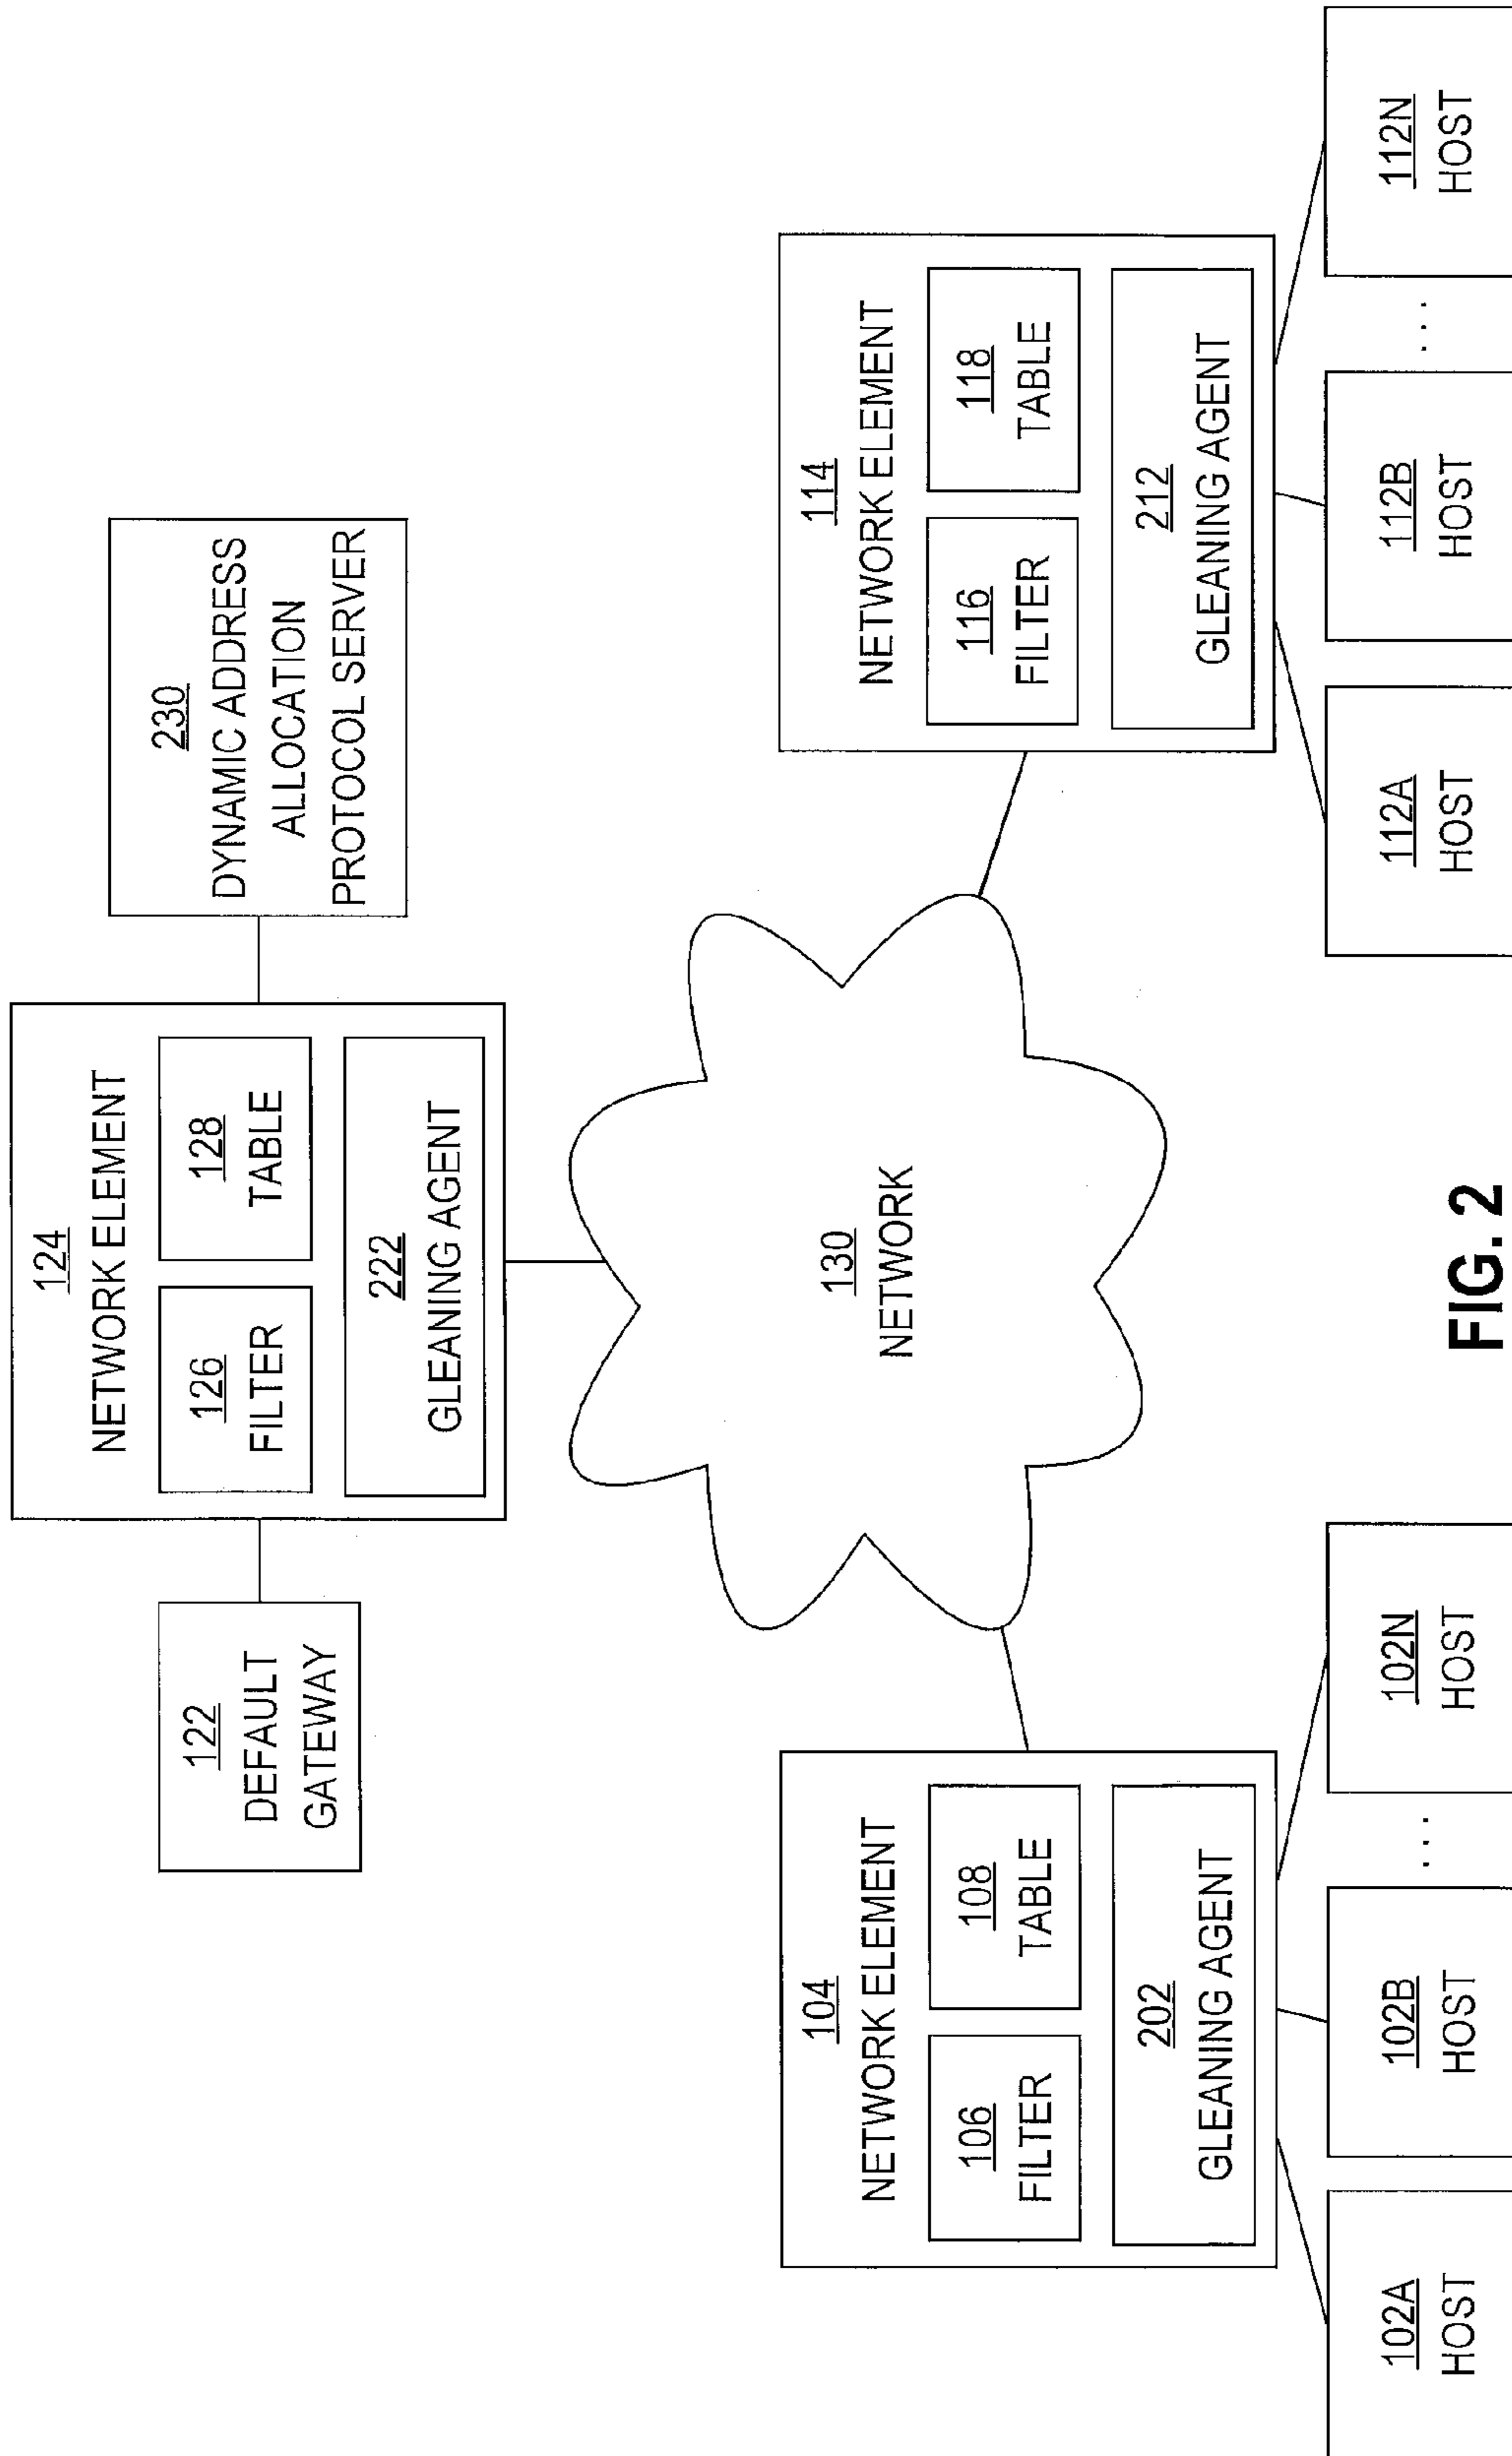 122
DEFAULT
GATEWAY
124
NETWORK ELEMENT
126
FILTER
128
TABLE
222
GLEANING AGENT
230
DYNAMIC ADDRESS
ALLOCATION
PROTOCOL SERVER
130
NETWORK
104
NETWORK ELEMENT
106
FILTER
108
TABLE
202
GLEANING AGENT
114
NETWORK ELEMENT
116
FILTER
118
TABLE
212
GLEANING AGENT
102A
HOST
102B
HOST
...
102N
HOST
112A
HOST
112B
HOST
...
112N
HOST
FIG. 2